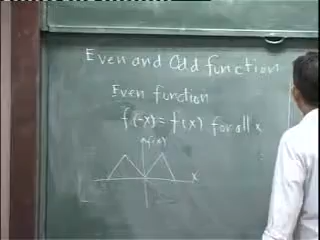 Even and Odd function
Even function
f(-x) = f(x) for all x
f(x)
x